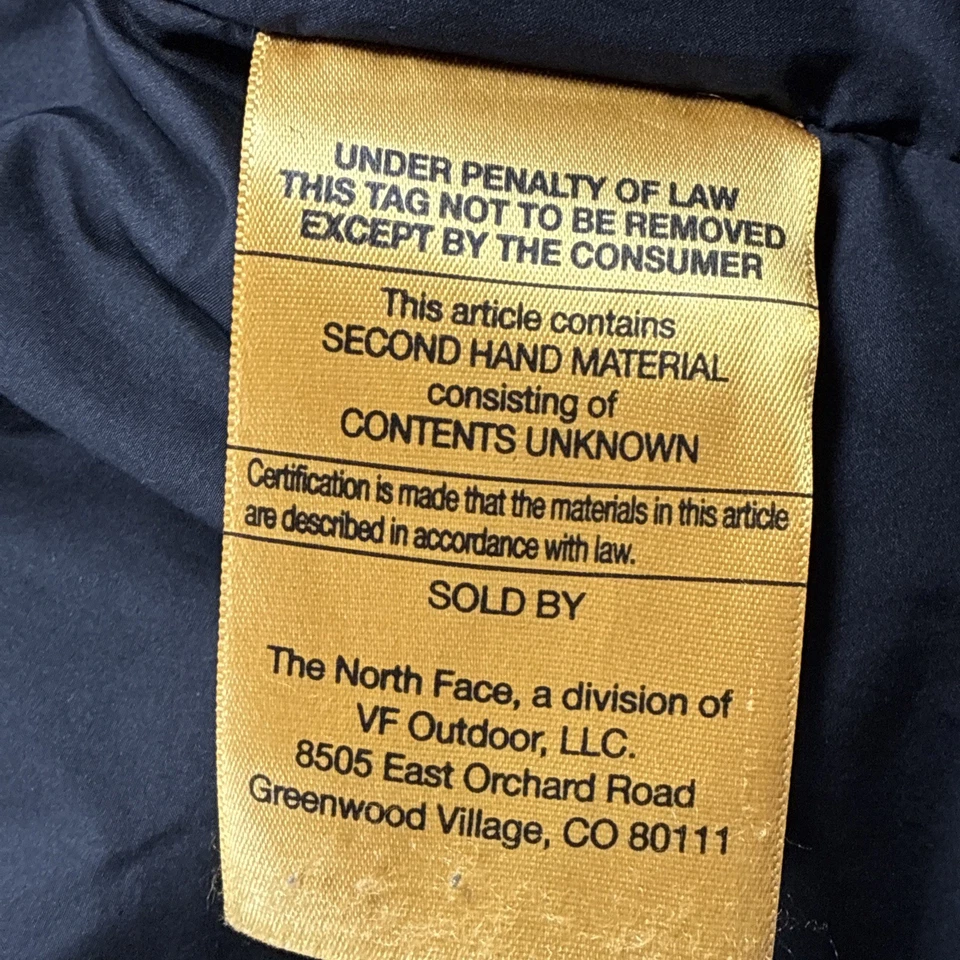 UNDER PENALTY OF LAW
THIS TAG NOT TO BE REMOVED
EXCEPT BY THE CONSUMER
This article contains
SECOND HAND MATERIAL
consisting of
CONTENTS UNKNOWN
Certification is made that the materials in this article
are described in accordance with law.
SOLD BY
The North Face, a division of
VF Outdoor, LLC.
8505 East Orchard Road
Greenwood Village, CO 80111